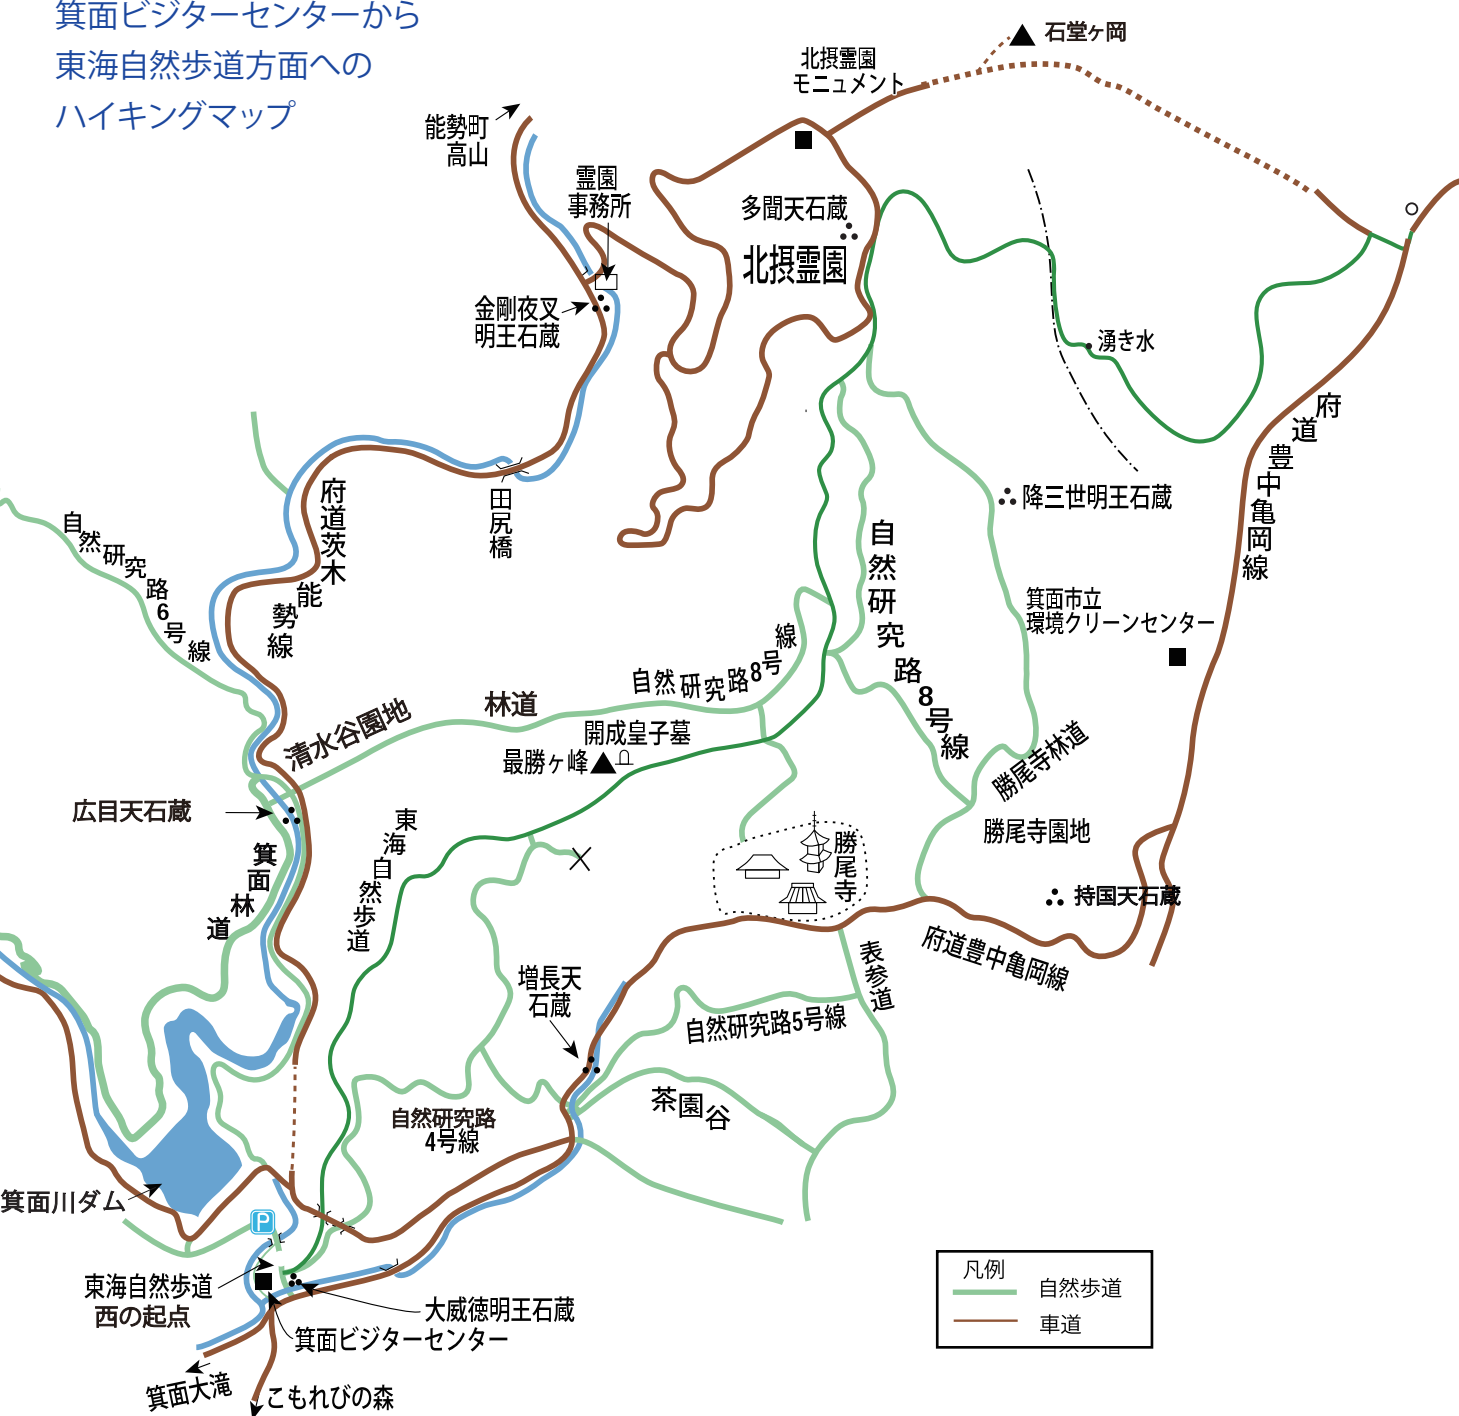 箕面ビジターセンターから
東海自然歩道方面への
ハイキングマップ
石堂ヶ岡
北摂霊園
モニュメント
能勢町
高山
霊園
事務所
多聞天石蔵
北摂霊園
金剛夜叉
明王石蔵
湧き水
府道豊中亀岡線
田尻橋
府道茨木能勢線
自然研究路6号線
降三世明王石蔵
自然研究路8号線
箕面市立
環境クリーンセンター
自然研究路8号線
林道
清水谷園地
開成皇子墓
最勝ヶ峰
勝尾寺林道
広目天石蔵
東海自然歩道
勝尾寺園地
勝尾寺
箕面林道
持国天石蔵
府道豊中亀岡線
表参道
増長天
石蔵
自然研究路5号線
茶園谷
自然研究路
4号線
箕面川ダム
P
東海自然歩道
西の起点
大威徳明王石蔵
箕面ビジターセンター
箕面大滝
こもれびの森
凡例
自然歩道
車道